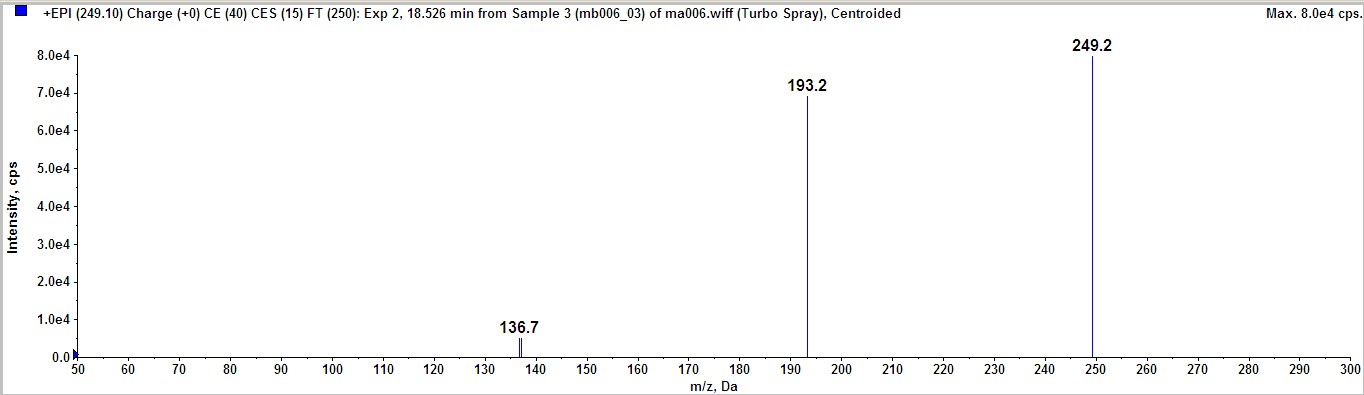 +EPI (249.10) Charge (+0) CE (40) CES (15) FT (250): Exp 2, 18.526 min from Sample 3 (mb006_03) of ma006.wiff (Turbo Spray), Centroided
Max. 8.0e4 cps.
249.2
8.0e4
193.2
7.0e4
6.0e4
5.0e4
4.0e4
3.0e4
2.0e4
1.0e4
136.7
0.0
Intensity, cps
50 60 70 80 90 100 110 120 130 140 150 160 170 180 190 200 210 220 230 240 250 260 270 280 290 300
m/z, Da